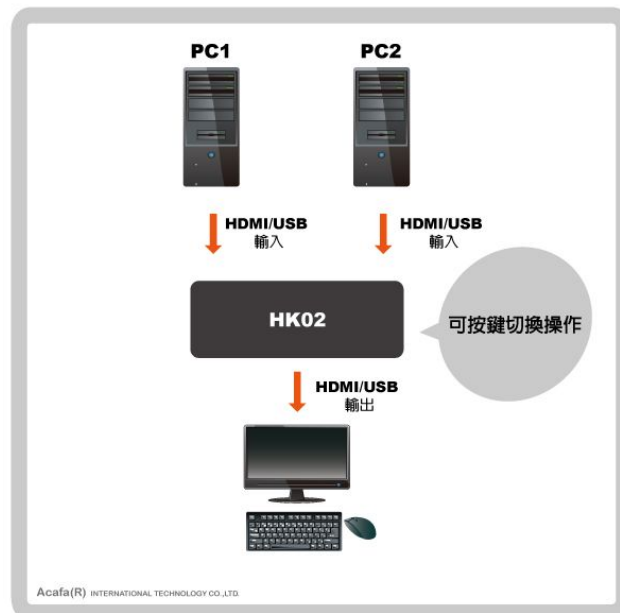 PC1
PC2
HDMI/USB
輸入
HDMI/USB
輸入
HK02
可按鍵切換操作
HDMI/USB
輸出
Acafa(R) INTERNATIONAL TECHNOLOGY CO.,LTD.